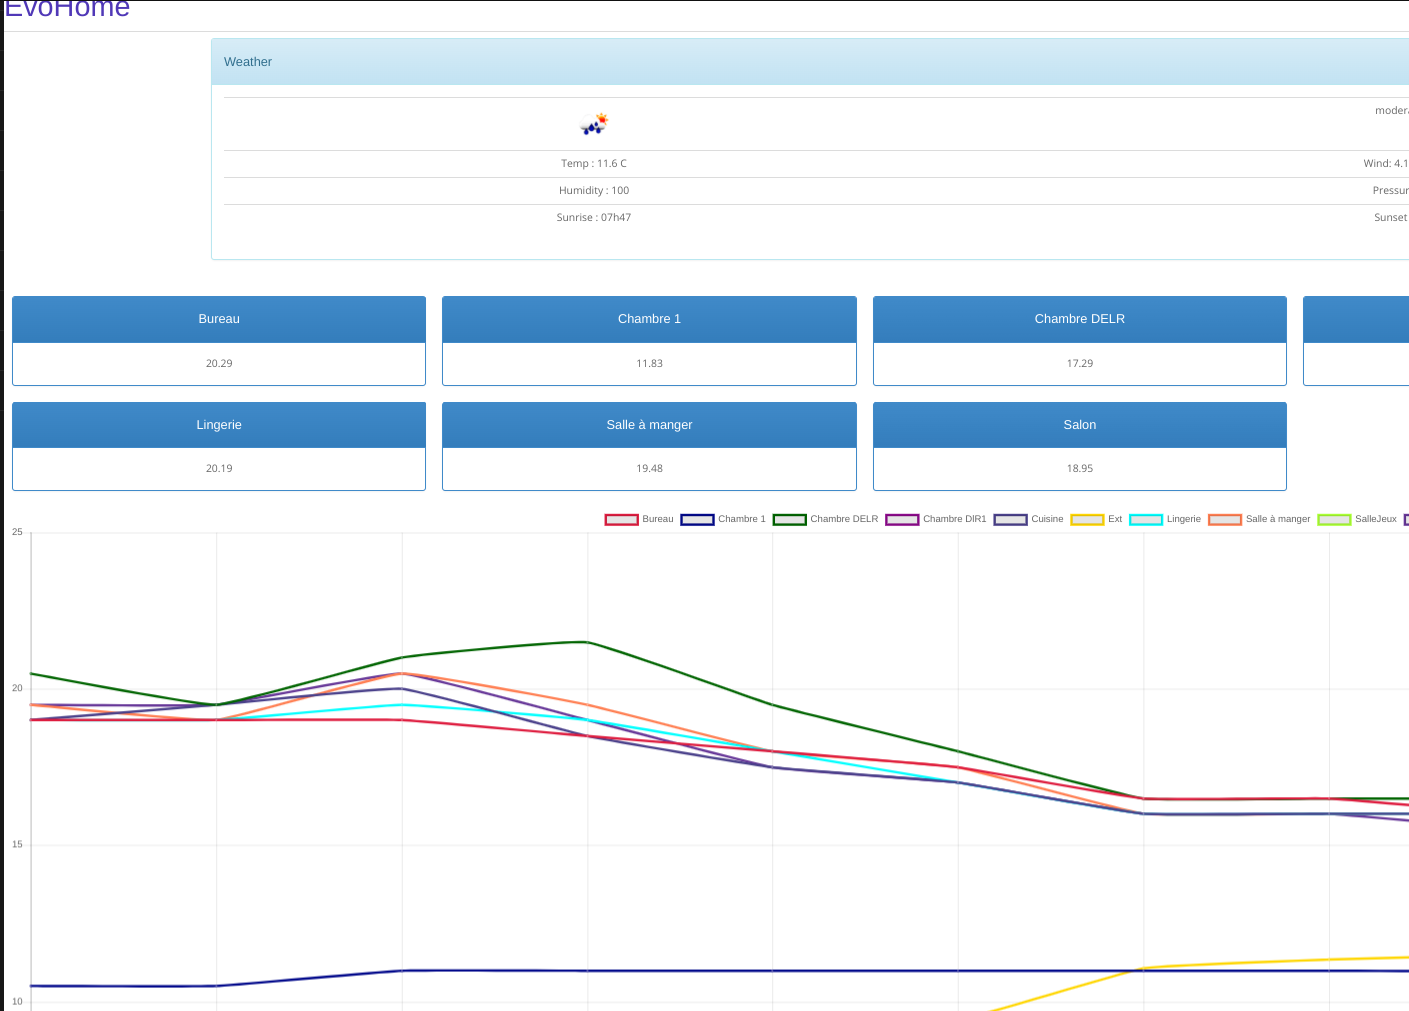 EvoHome
Weather
Temp : 11.6 C
Wind: 4.1
Humidity : 100
Sunrise : 07h47
Sunset
Bureau
Chambre 1
Chambre DELR
20.29
11.83
17.29
Lingerie
Salle à manger
Salon
20.19
19.48
18.95
Bureau Chambre 1 Chambre DELR Chambre DIR1 Cuisine Ext Lingerie Salle à manger SalleJeux
25
20
15
10